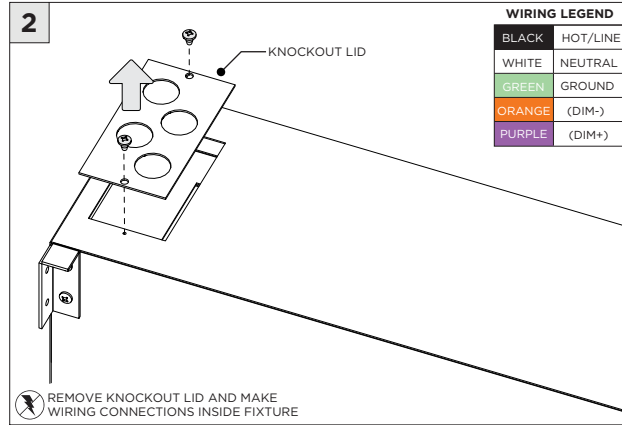 2
KNOCKOUT LID
WIRING LEGEND
BLACK HOT/LINE
WHITE NEUTRAL
GREEN GROUND
ORANGE (DIM-)
PURPLE (DIM+)
REMOVE KNOCKOUT LID AND MAKE
WIRING CONNECTIONS INSIDE FIXTURE